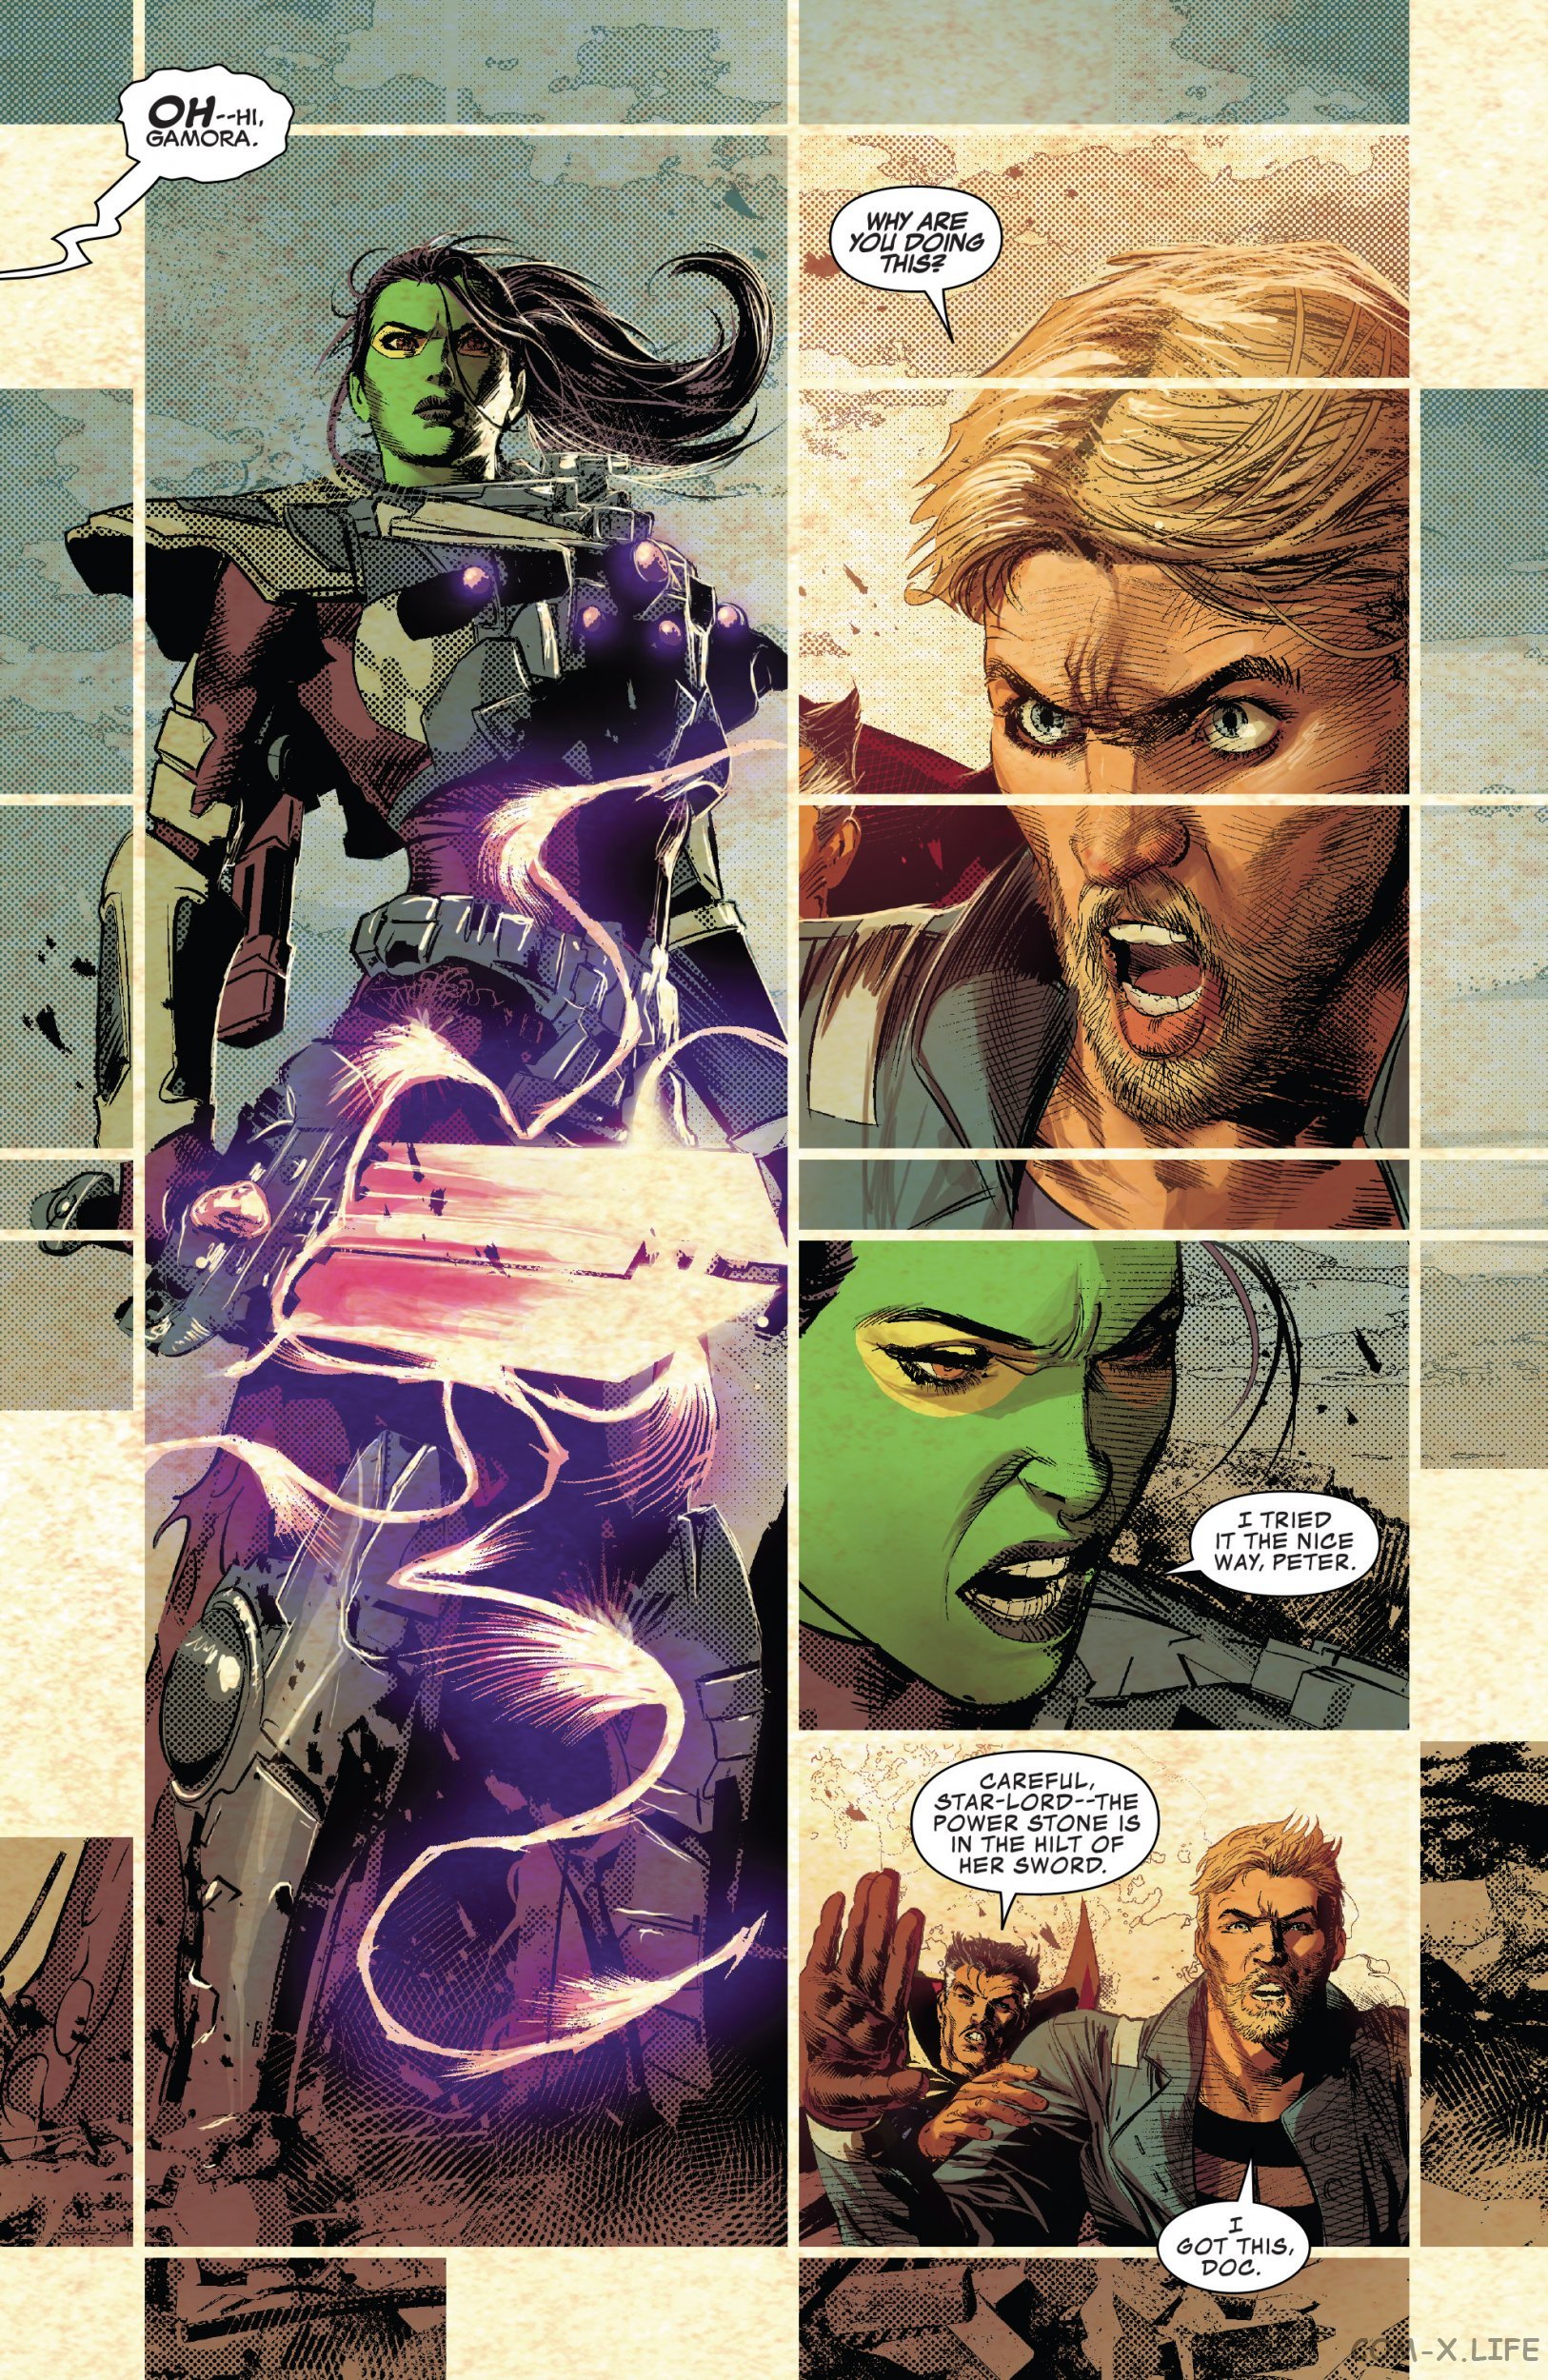 OH--HI,
GAMORA.
WHY ARE
YOU DOING
THIS?
I TRIED
IT THE NICE
WAY, PETER.
CAREFUL,
STAR-LORD--THE
POWER STONE IS
IN THE HILT OF
HER SWORD.
I
GOT THIS,
DOC.
COM-X.LIFE